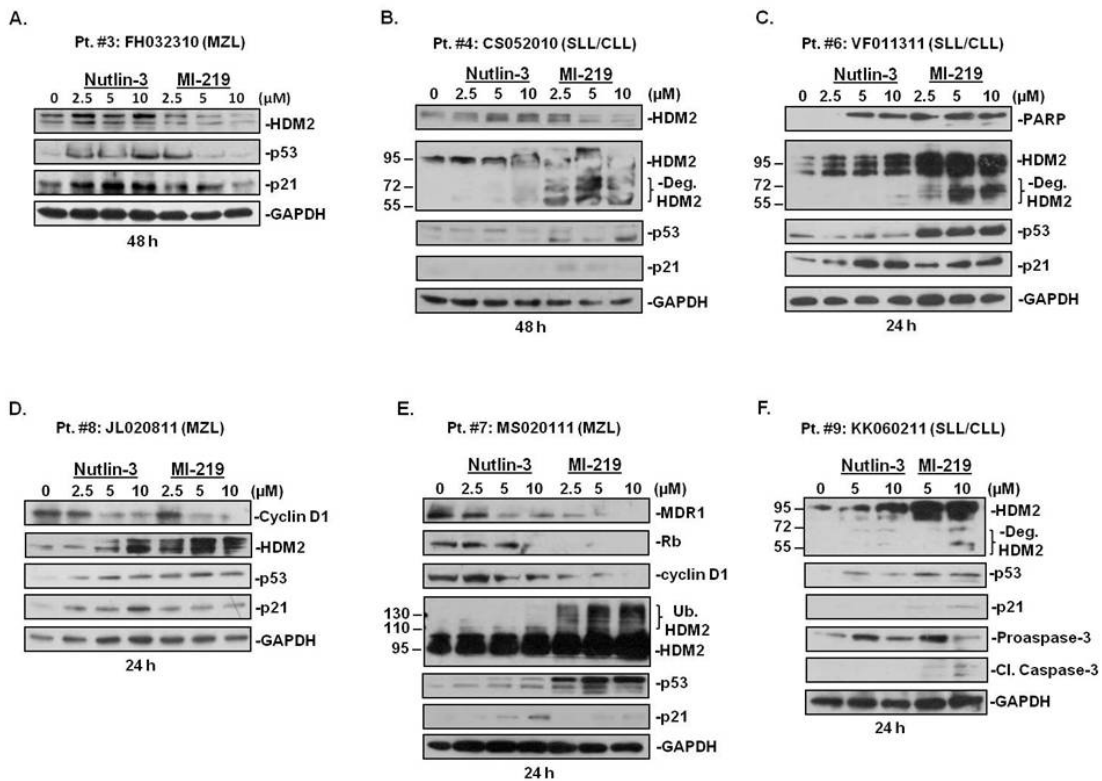 A.
Pt. #3: FH032310 (MZL)
Nutlin-3 MI-219
0 2.5 5 10 2.5 5 10 (μM)
-HDM2
-p53
-p21
-GAPDH
48 h
B.
Pt. #4: CS052010 (SLL/CLL)
Nutlin-3 MI-219
0 2.5 5 10 2.5 5 10 (μM)
-HDM2
95 -HDM2
72 -Deg.
55 HDM2
-p53
-p21
-GAPDH
48 h
C.
Pt. #6: VF011311 (SLL/CLL)
Nutlin-3 MI-219
0 2.5 5 10 2.5 5 10 (μM)
-PARP
95 -HDM2
72 -Deg.
55 HDM2
-p53
-p21
-GAPDH
24 h
D.
Pt. #8: JL020811 (MZL)
Nutlin-3 MI-219
0 2.5 5 10 2.5 5 10 (μM)
-Cyclin D1
-HDM2
-p53
-p21
-GAPDH
24 h
E.
Pt. #7: MS020111 (MZL)
Nutlin-3 MI-219
0 2.5 5 10 2.5 5 10 (μM)
-MDR1
-Rb
-cyclin D1
130 Ub.
110 HDM2
95 -HDM2
-p53
-p21
-GAPDH
24 h
F.
Pt. #9: KK060211 (SLL/CLL)
Nutlin-3 MI-219
0 5 10 5 10 (μM)
95 -HDM2
72 -Deg.
55 HDM2
-p53
-p21
-Proaspase-3
-Cl. Caspase-3
-GAPDH
24 h